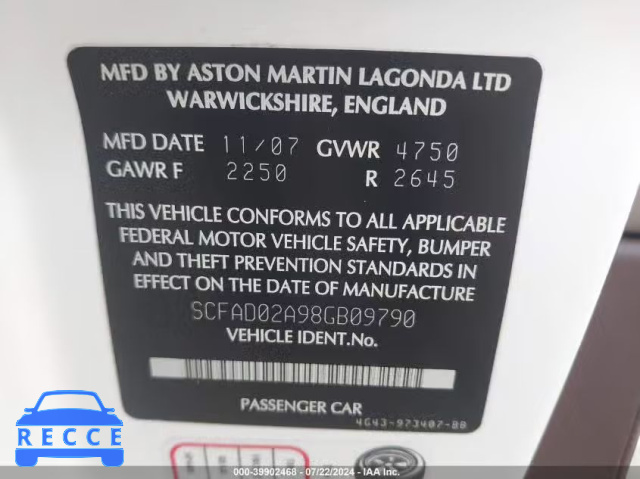 MFD BY ASTON MARTIN LAGONDA LTD
WARWICKSHIRE, ENGLAND
MFD DATE 11/07 GVWR 4750
GAWR F 2250 R 2645
THIS VEHICLE CONFORMS TO ALL APPLICABLE
FEDERAL MOTOR VEHICLE SAFETY, BUMPER
AND THEFT PREVENTION STANDARDS IN
EFFECT ON THE DATE OF MANUFACTURE
SCFAD02A98GB09790
VEHICLE IDENT.No.
PASSENGER CAR
4G43-973407-BB
RECCE
000-39902468 - 07/22/2024 - IAA Inc.